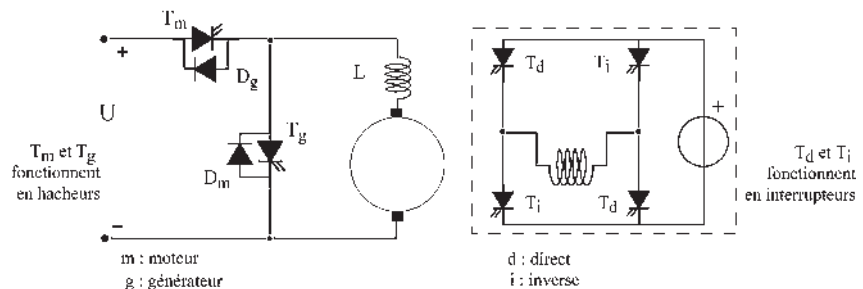 Tm
+
Dg
L
U
Tg
Dm
Tm et Tg
fonctionnent
en hacheurs
−
m : moteur
g : générateur
Td
Ti
+
Ti
Td
Td et Ti
fonctionnent
en interrupteurs
d : direct
i : inverse